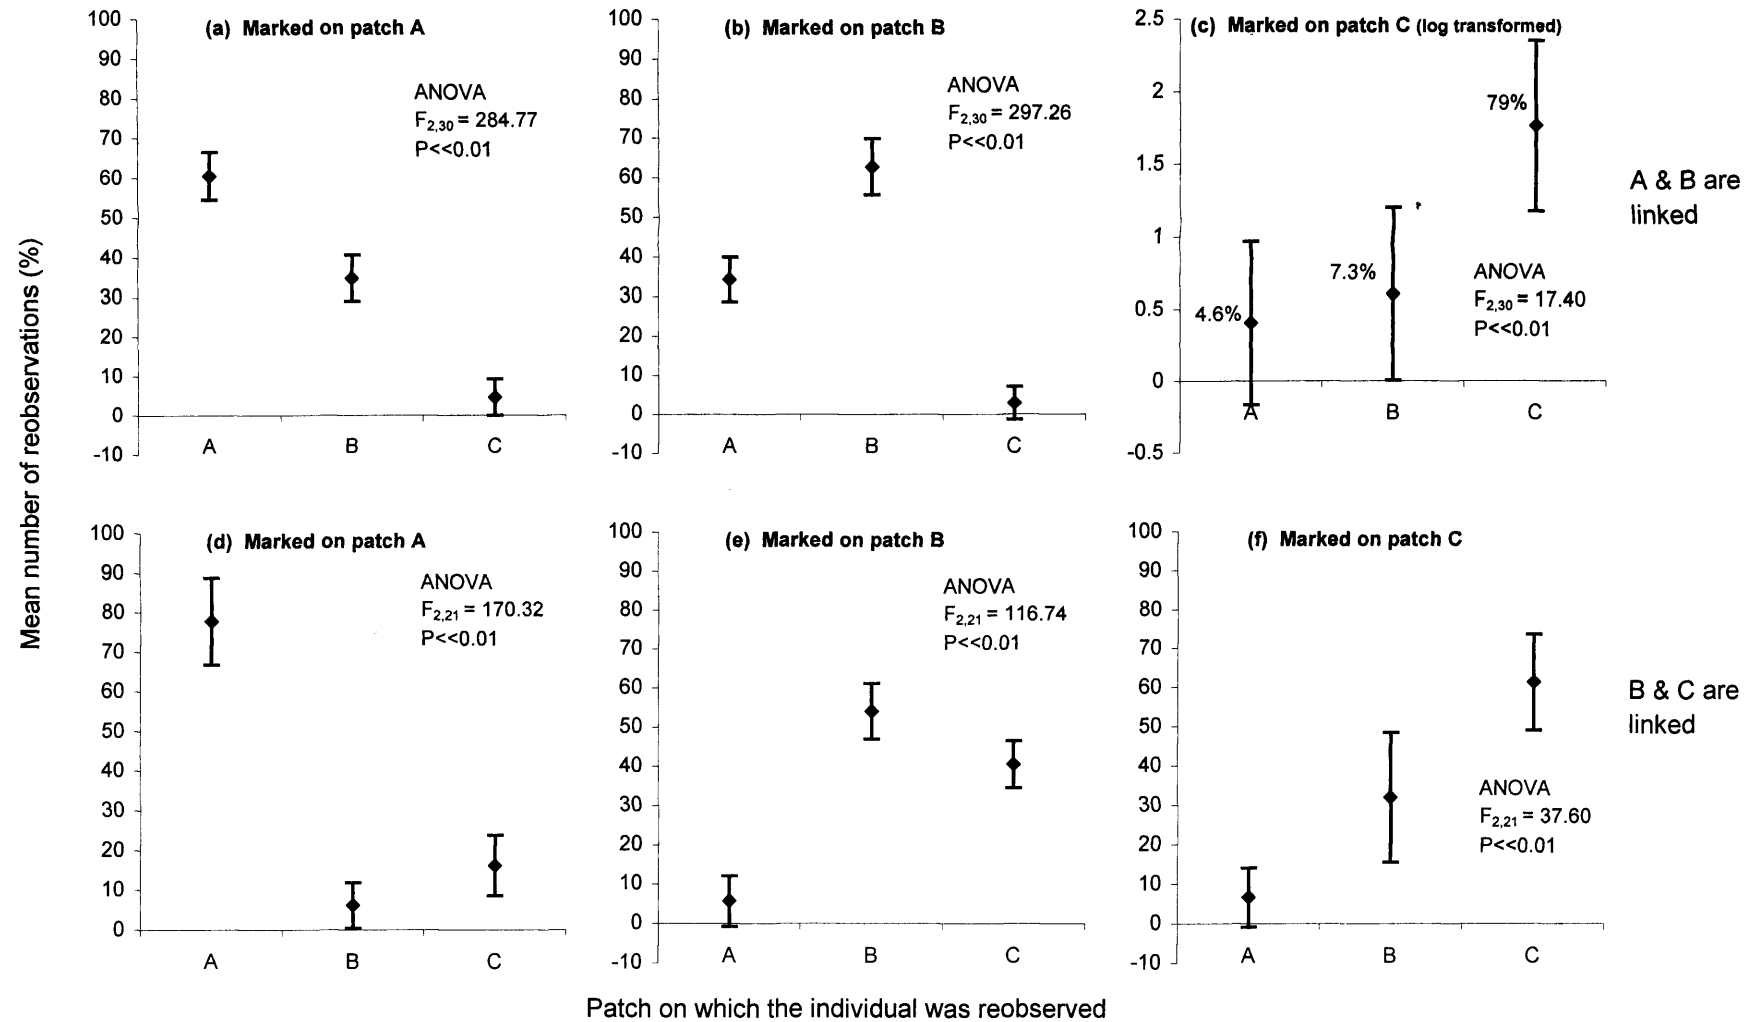 (a) Marked on patch A
ANOVA
F2,30 = 284.77
P<<0.01
100
90
80
70
60
50
40
30
20
10
0
-10
A B C
(b) Marked on patch B
ANOVA
F2,30 = 297.26
P<<0.01
100
90
80
70
60
50
40
30
20
10
0
-10
A B C
(c) Marked on patch C (log transformed)
79%
7.3%
4.6%
ANOVA
F2,30 = 17.40
P<<0.01
2.5
2
1.5
1
0.5
0
-0.5
A B C
A & B are
linked
Mean number of reobservations (%)
(d) Marked on patch A
ANOVA
F2,21 = 170.32
P<<0.01
100
90
80
70
60
50
40
30
20
10
0
A B C
(e) Marked on patch B
ANOVA
F2,21 = 116.74
P<<0.01
100
90
80
70
60
50
40
30
20
10
0
-10
A B C
(f) Marked on patch C
ANOVA
F2,21 = 37.60
P<<0.01
100
90
80
70
60
50
40
30
20
10
0
-10
A B C
B & C are
linked
Patch on which the individual was reobserved